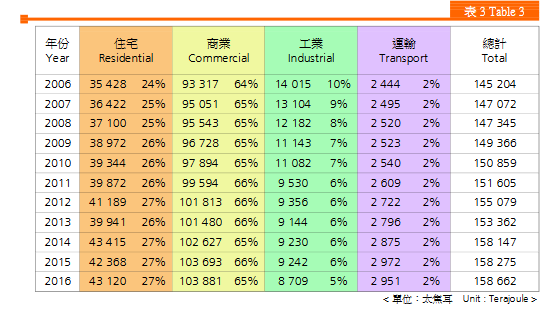 表 3 Table 3
年份 住宅 商業 工業 運輸 總計
Year Residential Commercial Industrial Transport Total
2006 35 428 24% 93 317 64% 14 015 10% 2 444 2% 145 204
2007 36 422 25% 95 051 65% 13 104 9% 2 495 2% 147 072
2008 37 100 25% 95 543 65% 12 182 8% 2 520 2% 147 345
2009 38 972 26% 96 728 65% 11 143 7% 2 523 2% 149 366
2010 39 344 26% 97 894 65% 11 082 7% 2 540 2% 150 859
2011 39 872 26% 99 594 66% 9 530 6% 2 609 2% 151 605
2012 41 189 27% 101 813 66% 9 356 6% 2 722 2% 155 079
2013 39 941 26% 101 480 66% 9 144 6% 2 796 2% 153 362
2014 43 415 27% 102 627 65% 9 230 6% 2 875 2% 158 147
2015 42 368 27% 103 693 66% 9 242 6% 2 972 2% 158 275
2016 43 120 27% 103 881 65% 8 709 5% 2 951 2% 158 662
< 單位：太焦耳 Unit : Terajoule >